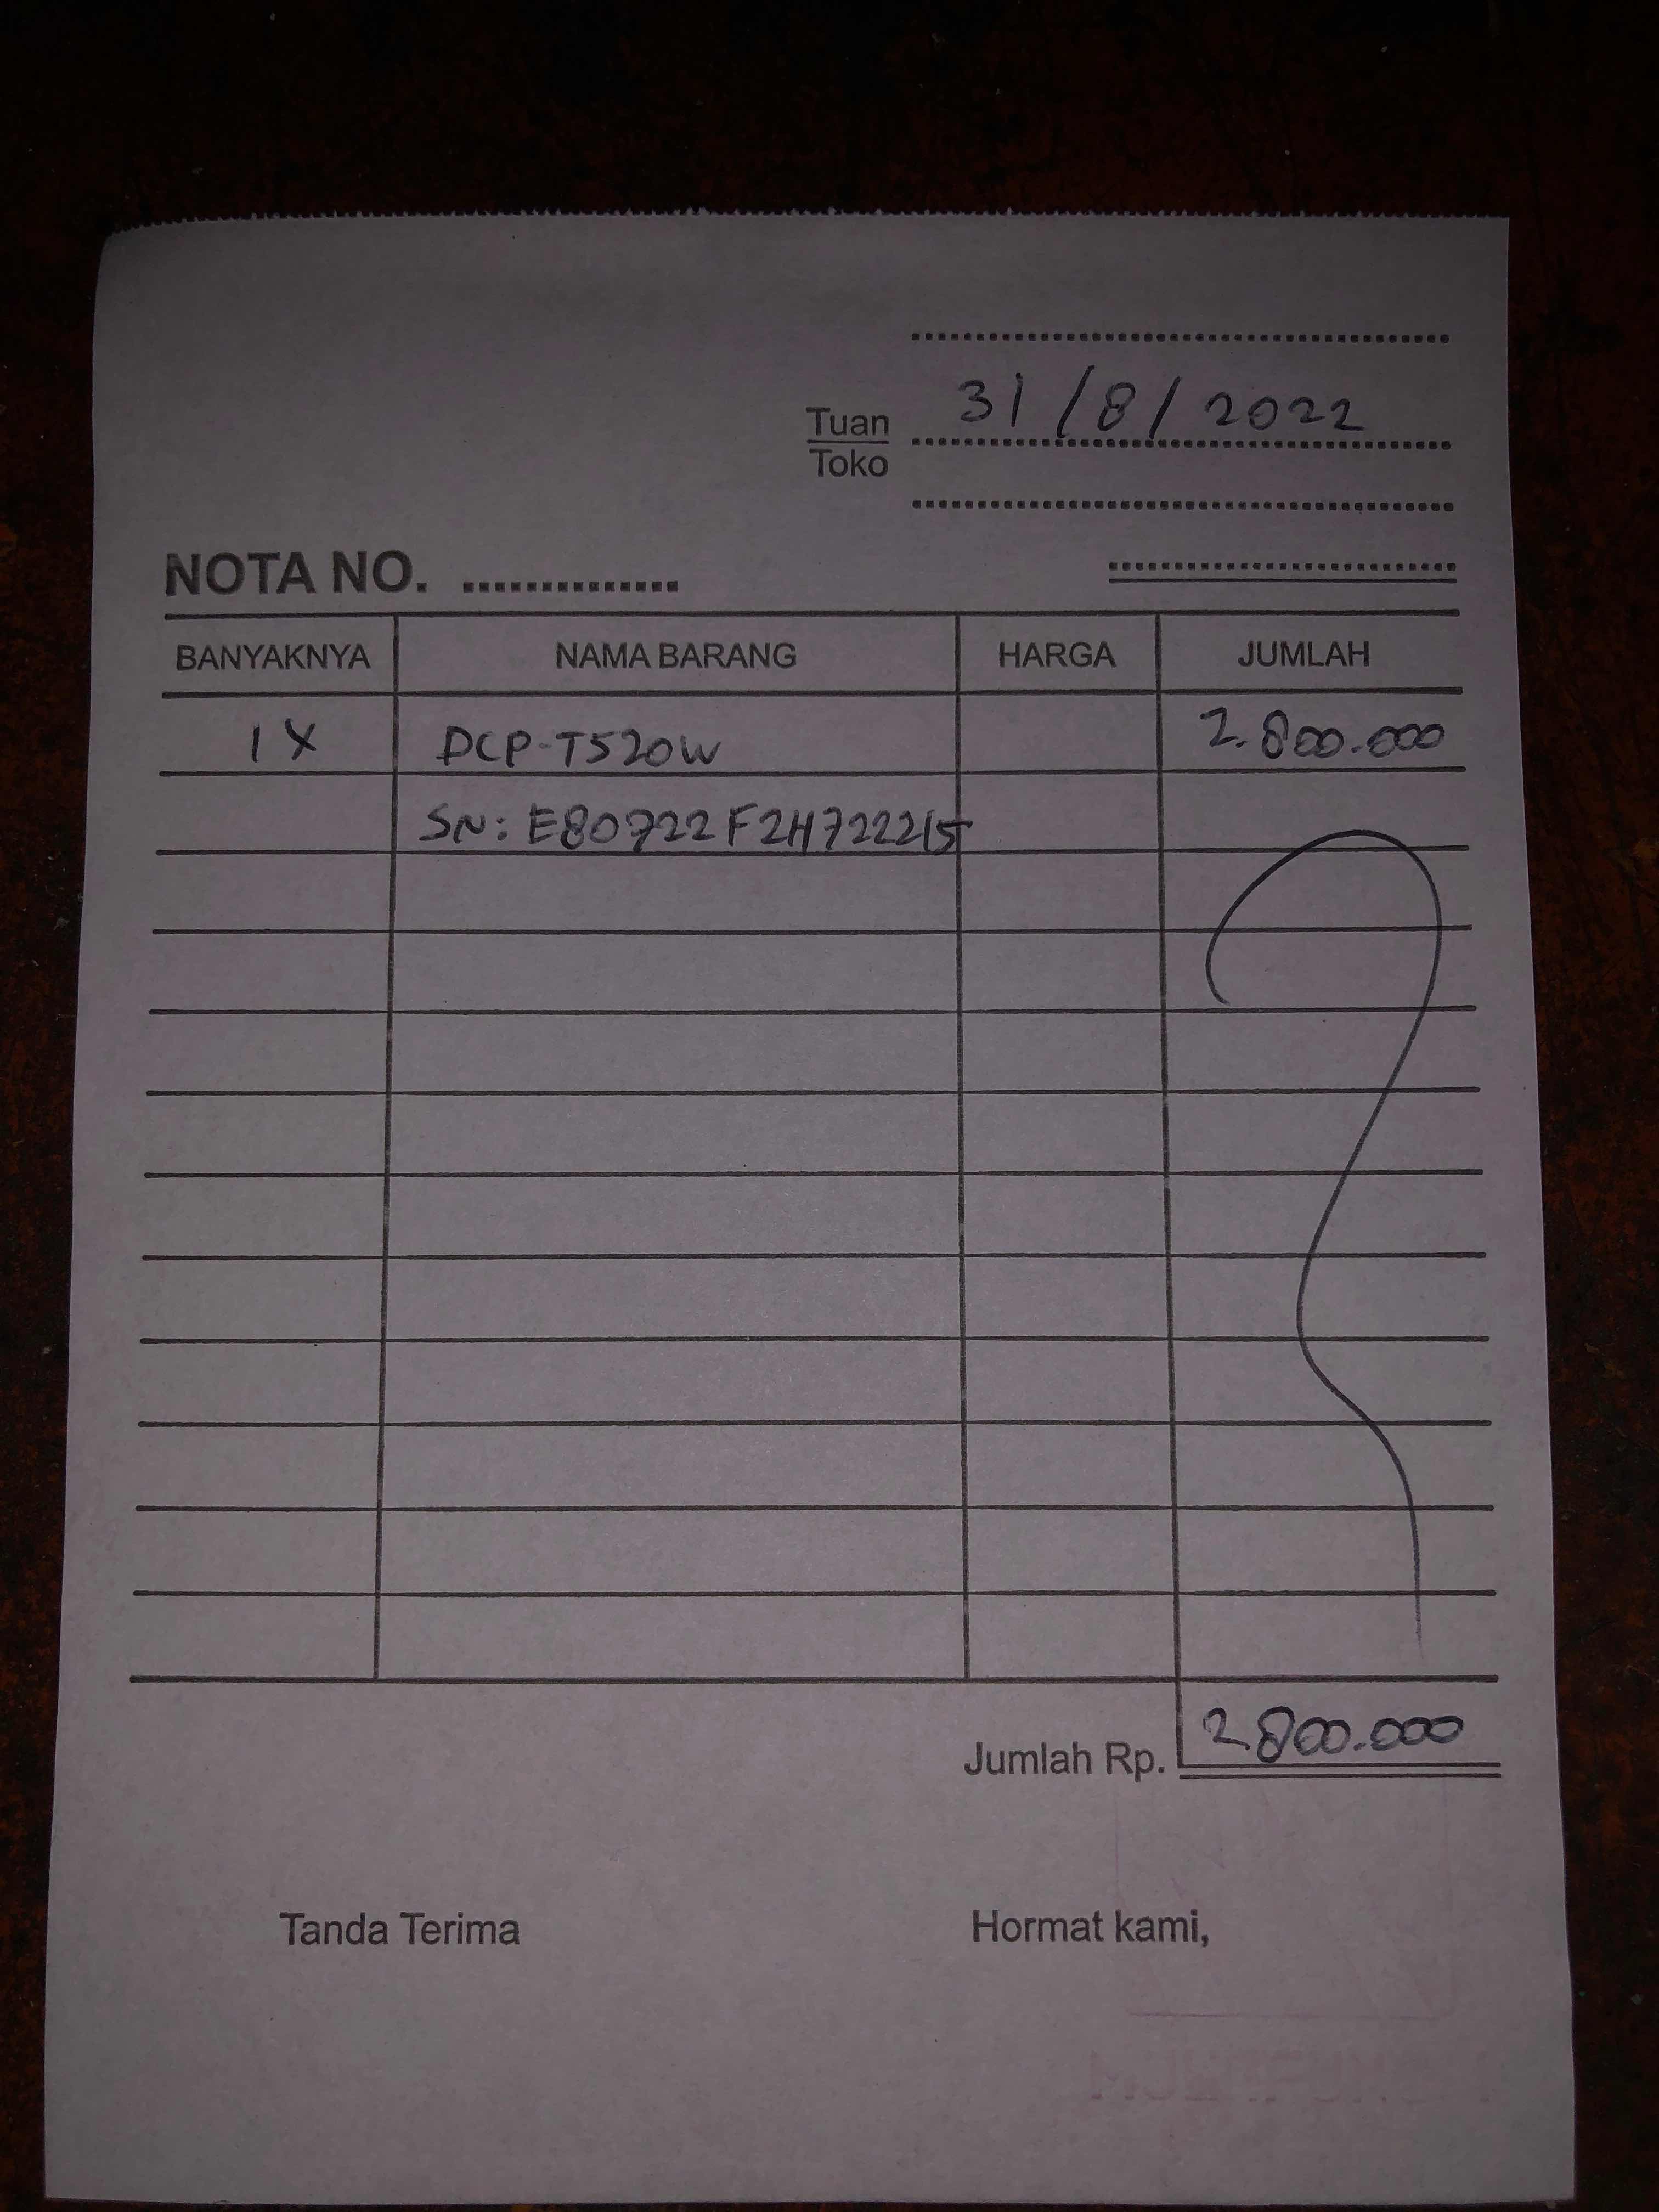 31/8/2022
Tuan
Toko
NOTA NO. ..............
BANYAKNYA NAMA BARANG HARGA JUMLAH
1X DCP-T520W 2.800.000
SN: E80722F2H722215
Jumlah Rp. 2.800.000
Tanda Terima Hormat kami,